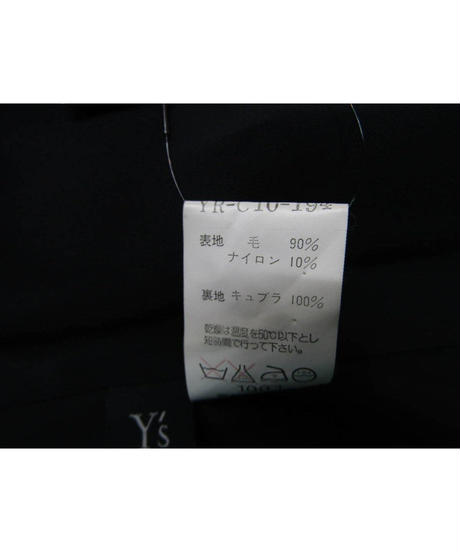 YR-C10-194
表地 毛 90%
ナイロン 10%
裏地 キュプラ 100%
乾燥は温度を60℃以下とし
短時間で行って下さい。
Y's